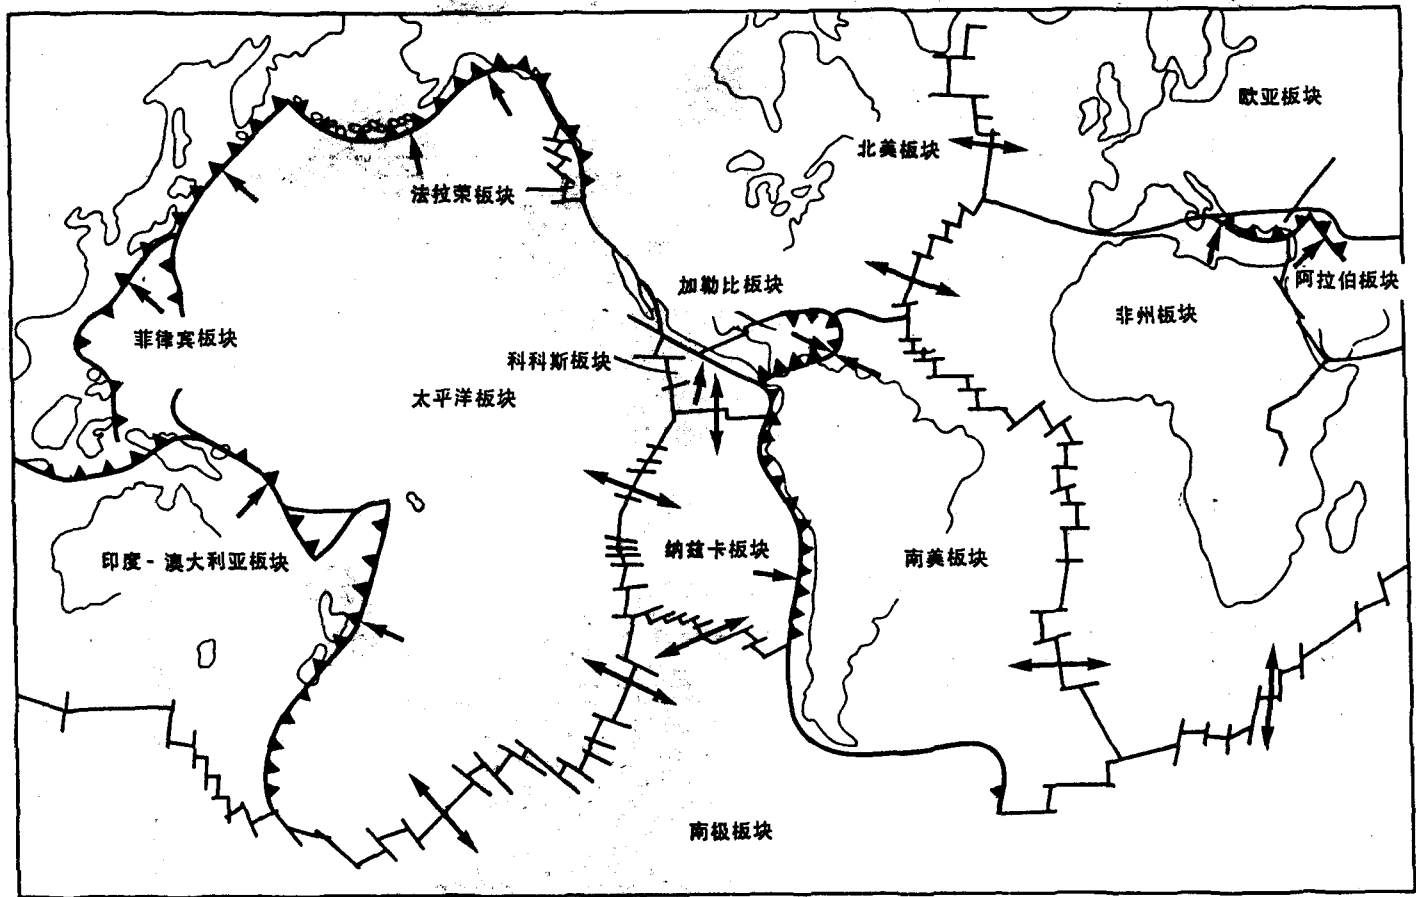 欧亚板块
北美板块
法拉荣板块
阿拉伯板块
加勒比板块
非州板块
菲律宾板块
科科斯板块
太平洋板块
纳兹卡板块
南美板块
印度-澳大利亚板块
南极板块